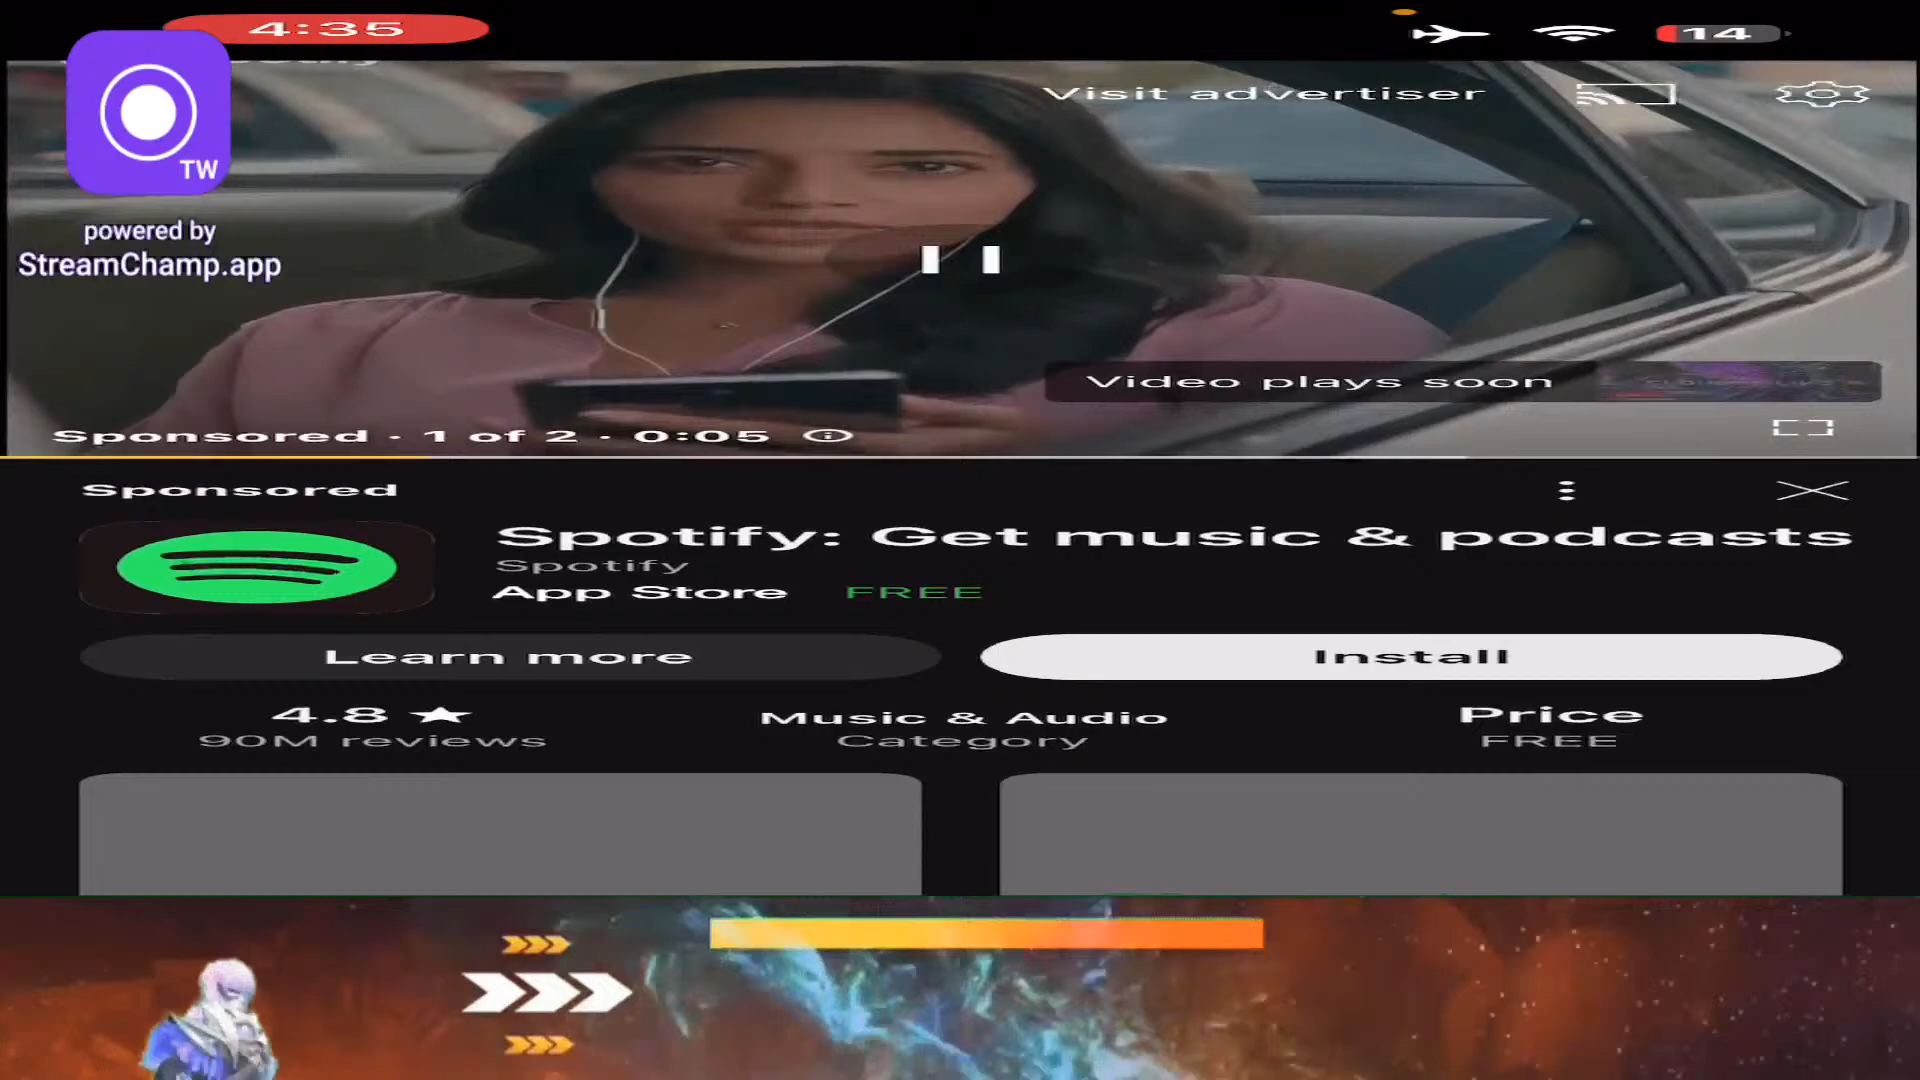 4:35
14
TW
powered by
StreamChamp.app
Visit advertiser
Video plays soon
Sponsored · 1 of 2 · 0:05
Sponsored
Spotify: Get music & podcasts
Spotify
App Store FREE
Learn more
Install
4.8 ★
90M reviews
Music & Audio
Category
Price
FREE